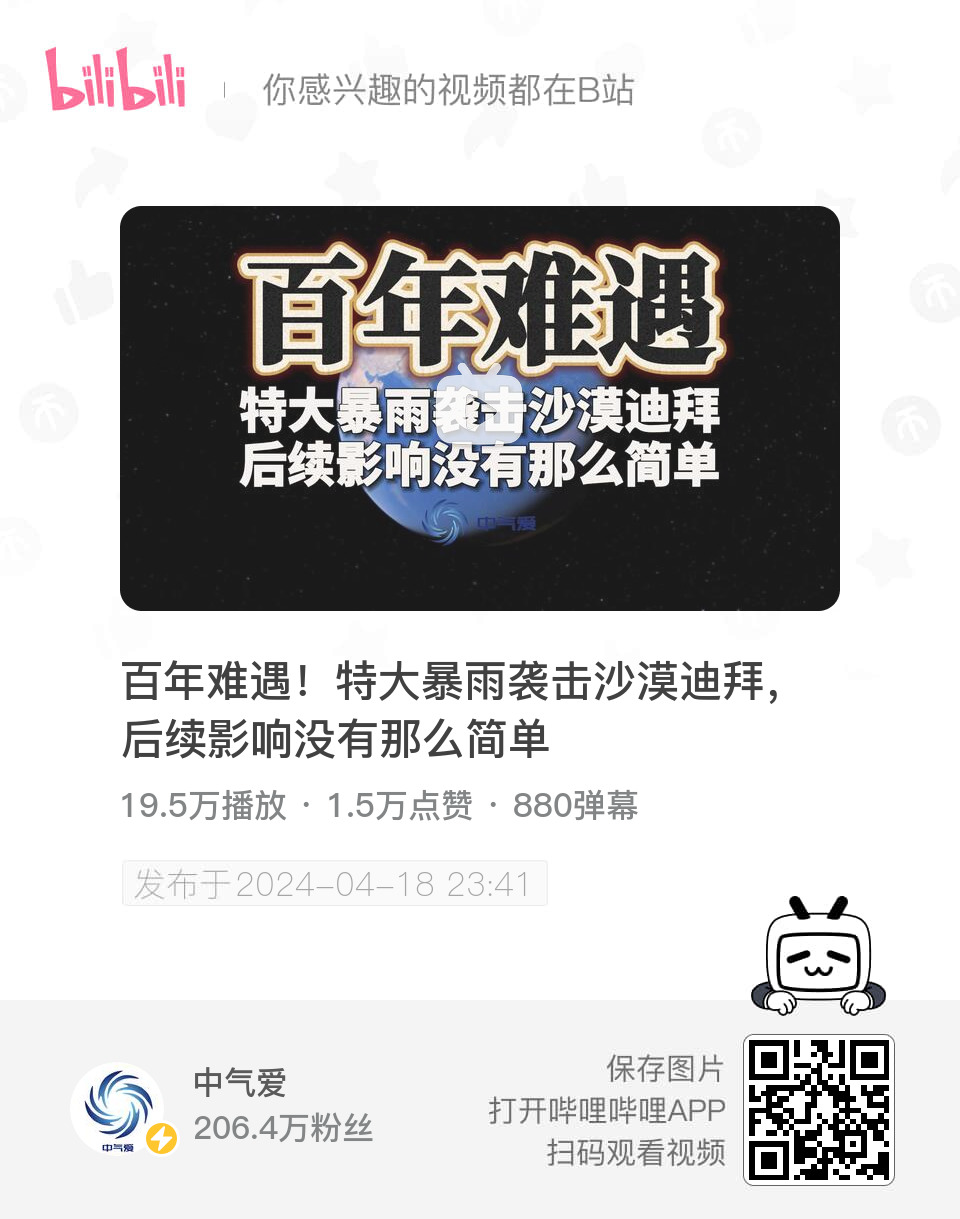 bilibili
你感兴趣的视频都在B站
百年难遇
特大暴雨袭击沙漠迪拜
后续影响没有那么简单
中气爱
百年难遇！特大暴雨袭击沙漠迪拜，
后续影响没有那么简单
19.5万播放 · 1.5万点赞 · 880弹幕
发布于2024-04-18 23:41
中气爱
中气爱
206.4万粉丝
保存图片
打开哔哩哔哩APP
扫码观看视频